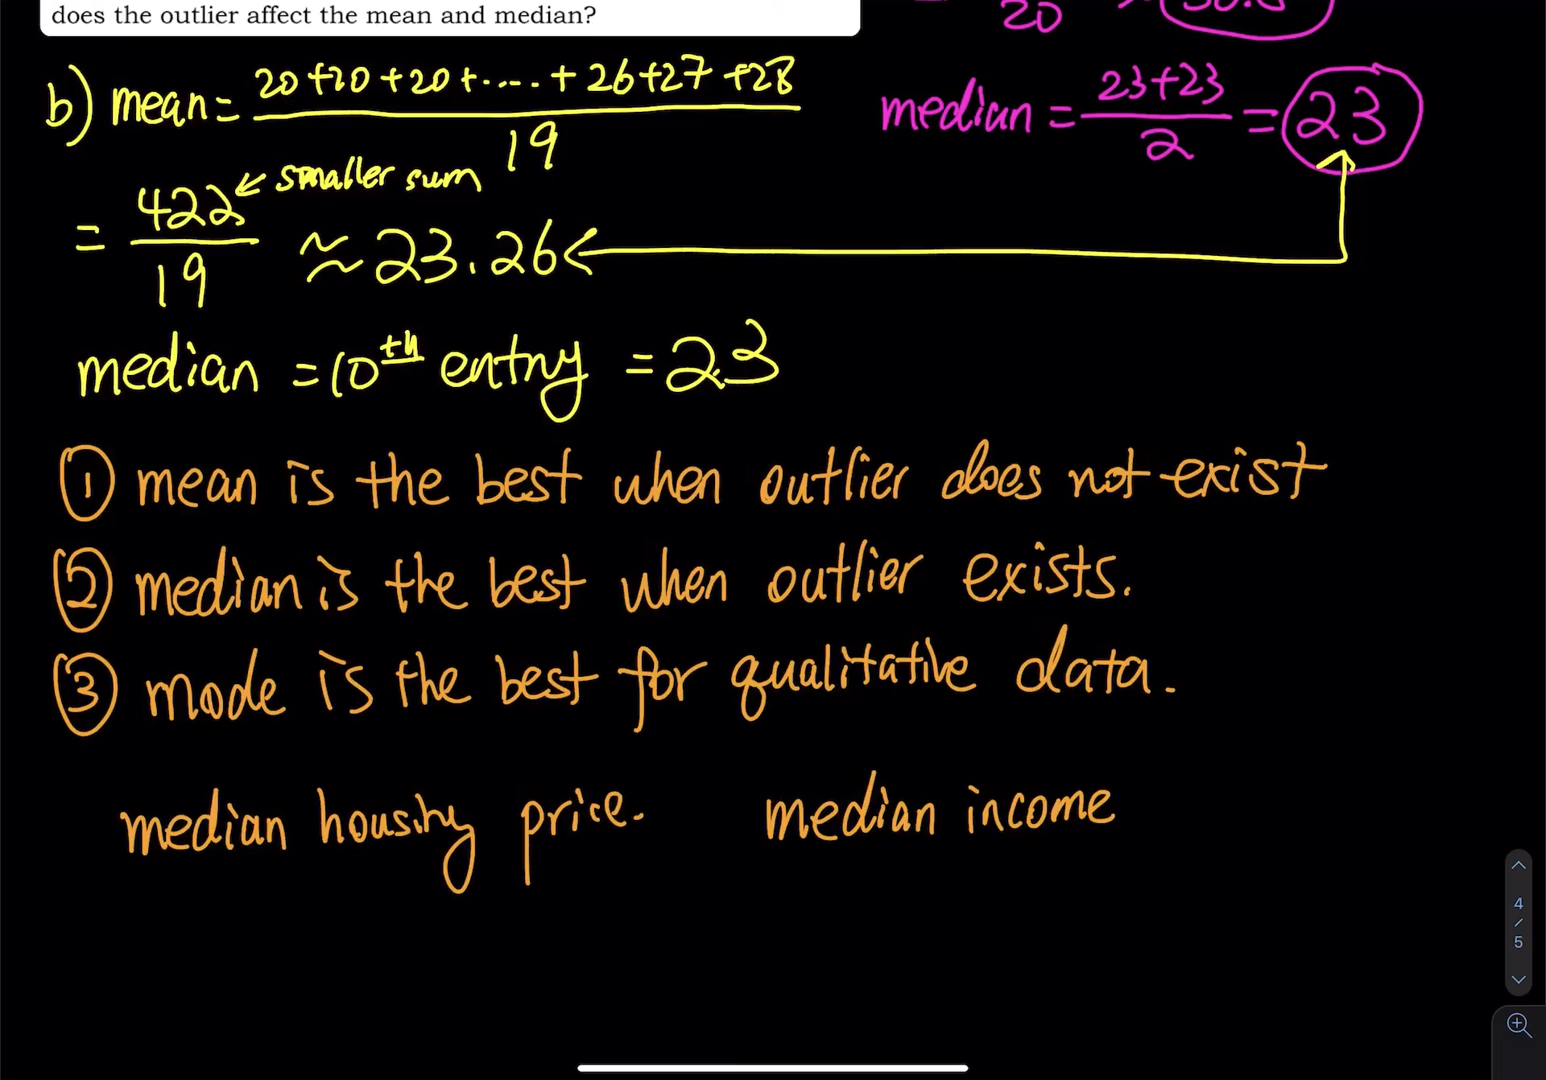 does the outlier affect the mean and median?
20
b) mean = 20+20+20+....+26+27+28 / 19
median = 23+23 / 2 = 23
= 422 / 19 ← smaller sum
≈ 23.26
median = 10th entry = 23
① mean is the best when outlier does not exist
② median is the best when outlier exists.
③ mode is the best for qualitative data.
median housing price. median income
4
/
5